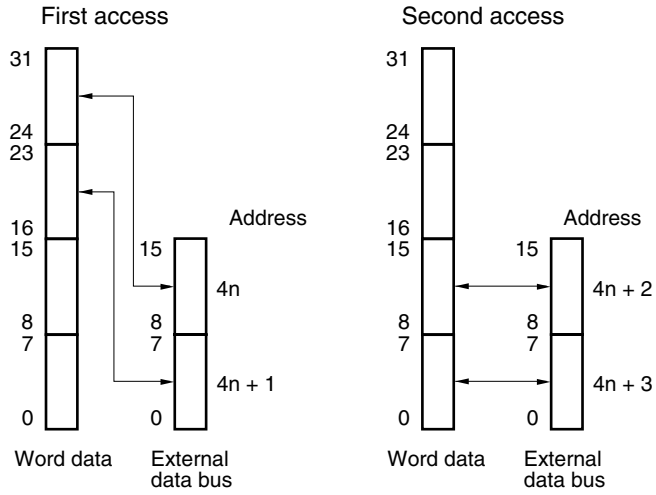 First access
31
24
23
16
15
8
7
0
Word data
Address
15
4n
8
7
4n + 1
0
External
data bus
Second access
31
24
23
16
15
8
7
0
Word data
Address
15
4n + 2
8
7
4n + 3
0
External
data bus